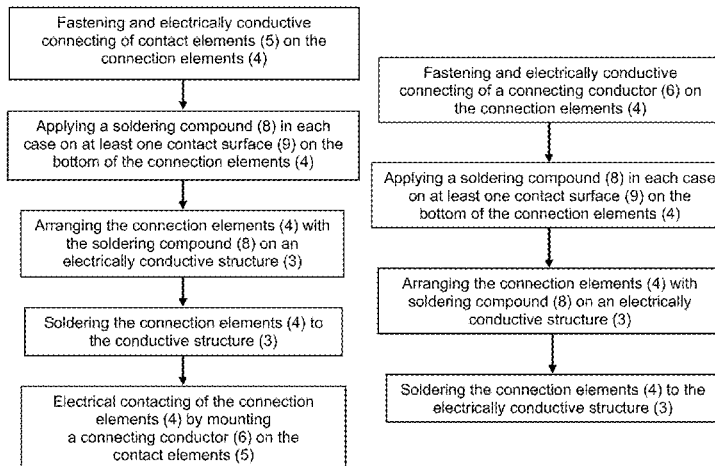 Fastening and electrically conductive
connecting of contact elements (5) on the
connection elements (4)
Applying a soldering compound (8) in each
case on at least one contact surface (9) on the
bottom of the connection elements (4)
Arranging the connection elements (4) with
the soldering compound (8) on an
electrically conductive structure (3)
Soldering the connection elements (4) to
the conductive structure (3)
Electrical contacting of the connection
elements (4) by mounting
a connecting conductor (6) on the
contact elements (5)
Fastening and electrically conductive
connecting of a connecting conductor (6) on
the connection elements (4)
Applying a soldering compound (8) in each case
on at least one contact surface (9) on the
bottom of the connection elements (4)
Arranging the connection elements (4) with
soldering compound (8) on an electrically
conductive structure (3)
Soldering the connection elements (4) to the
electrically conductive structure (3)